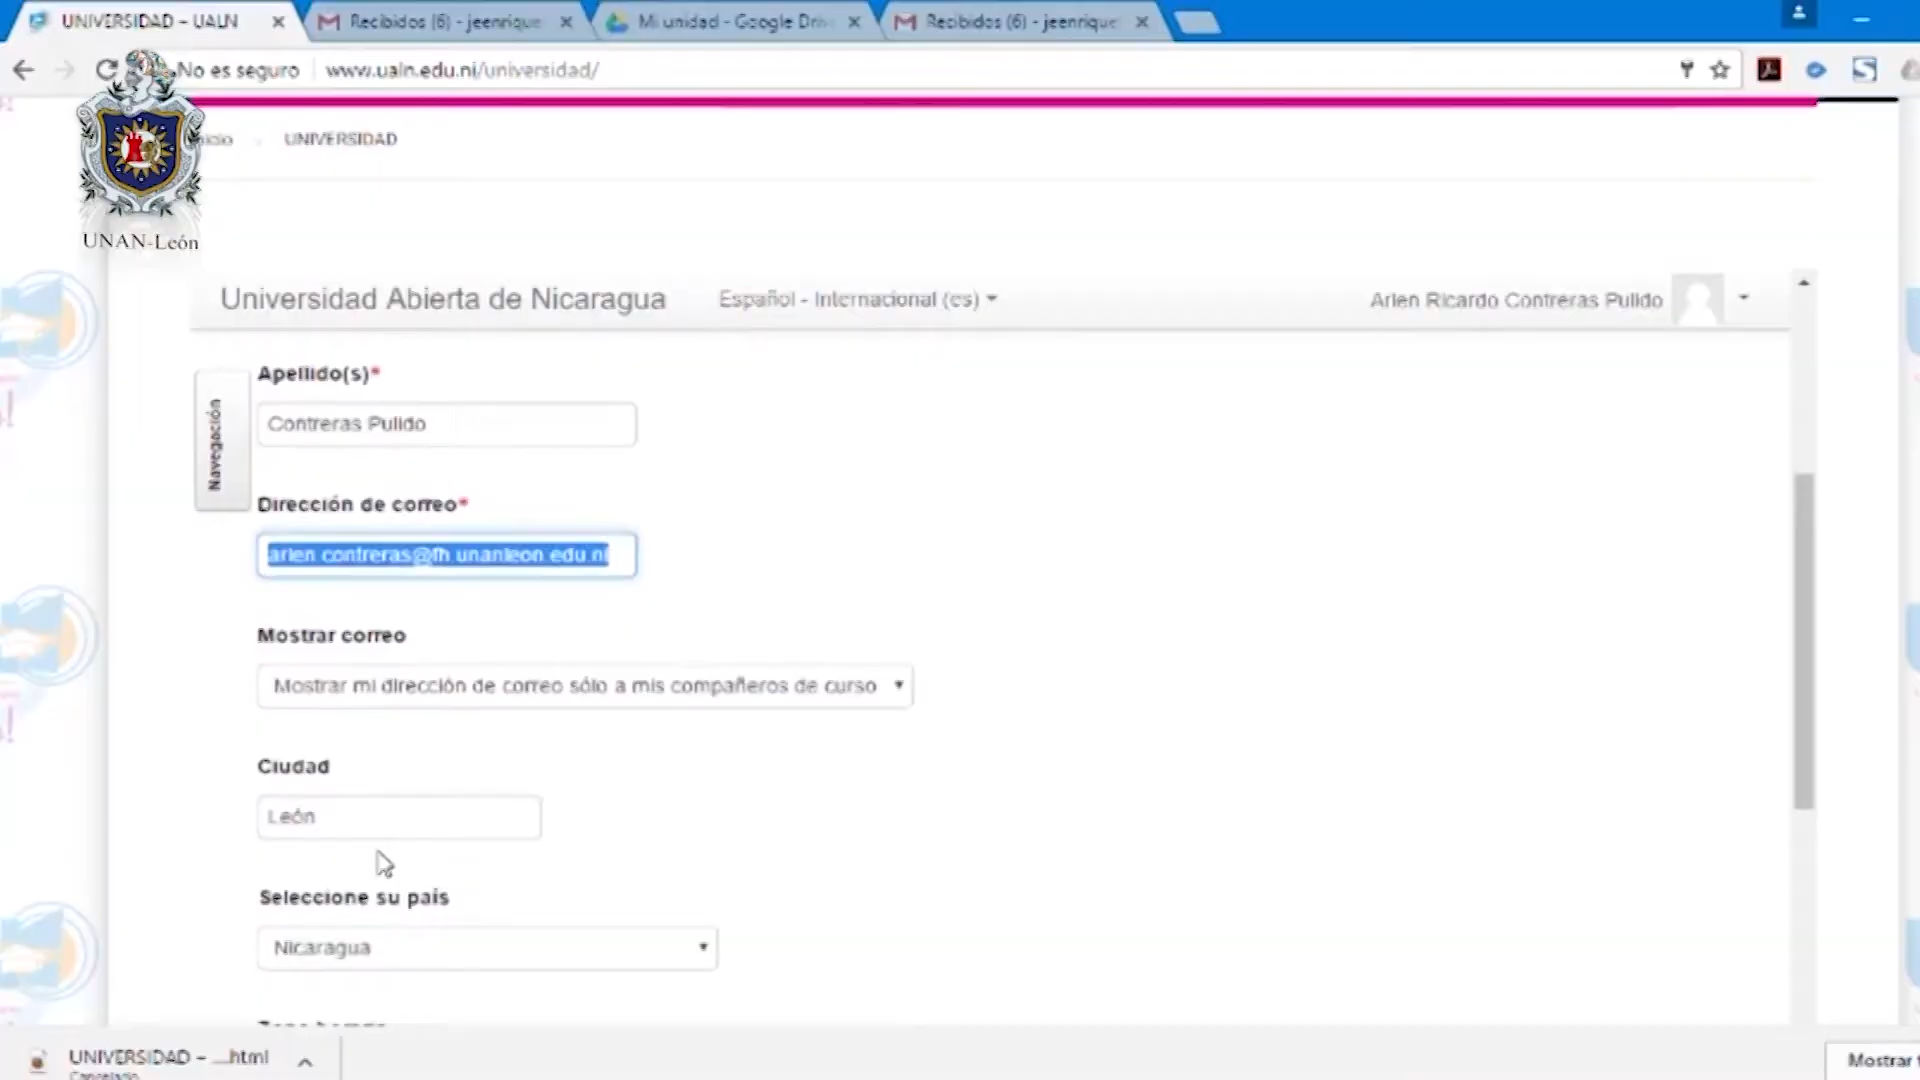 UNIVERSIDAD – UALN
Recibidos (6) - jeenrique
Mi unidad - Google Driv
Recibidos (6) - jeenrique
No es seguro
www.ualn.edu.ni/universidad/
UNIVERSIDAD
UNAN-León
Universidad Abierta de Nicaragua
Español - Internacional (es)
Arlen Ricardo Contreras Pulido
Navegación
Apellido(s)*
Contreras Pulido
Dirección de correo*
arlen.contreras@fh.unanleon.edu.ni
Mostrar correo
Mostrar mi dirección de correo sólo a mis compañeros de curso
Ciudad
León
Seleccione su país
Nicaragua
UNIVERSIDAD – ....html
Cancelado
Mostrar